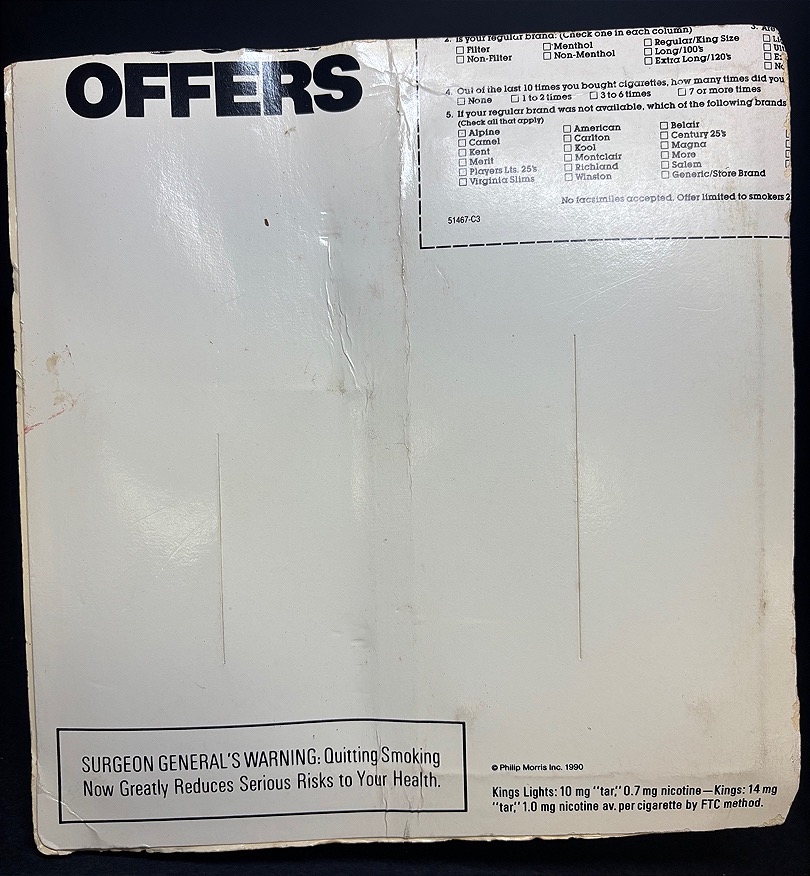 OFFERS
2. Is your regular brand: (Check one in each column)
3. Are
☐ Filter ☐ Menthol ☐ Regular/King Size
☐ Non-Filter ☐ Non-Menthol ☐ Long/100's
☐ Extra Long/120's
4. Out of the last 10 times you bought cigarettes, how many times did you
☐ None ☐ 1 to 2 times ☐ 3 to 6 times ☐ 7 or more times
5. If your regular brand was not available, which of the following brands
(Check all that apply)
☐ Alpine ☐ American ☐ Belair
☐ Camel ☐ Carlton ☐ Century 25's
☐ Kent ☐ Kool ☐ Magna
☐ Merit ☐ Montclair ☐ More
☐ Players Lts. 25's ☐ Richland ☐ Salem
☐ Virginia Slims ☐ Winston ☐ Generic/Store Brand
No facsimiles accepted. Offer limited to smokers 2
51467-C3
SURGEON GENERAL'S WARNING: Quitting Smoking
Now Greatly Reduces Serious Risks to Your Health.
© Philip Morris Inc. 1990
Kings Lights: 10 mg "tar," 0.7 mg nicotine—Kings: 14 mg
"tar," 1.0 mg nicotine av. per cigarette by FTC method.